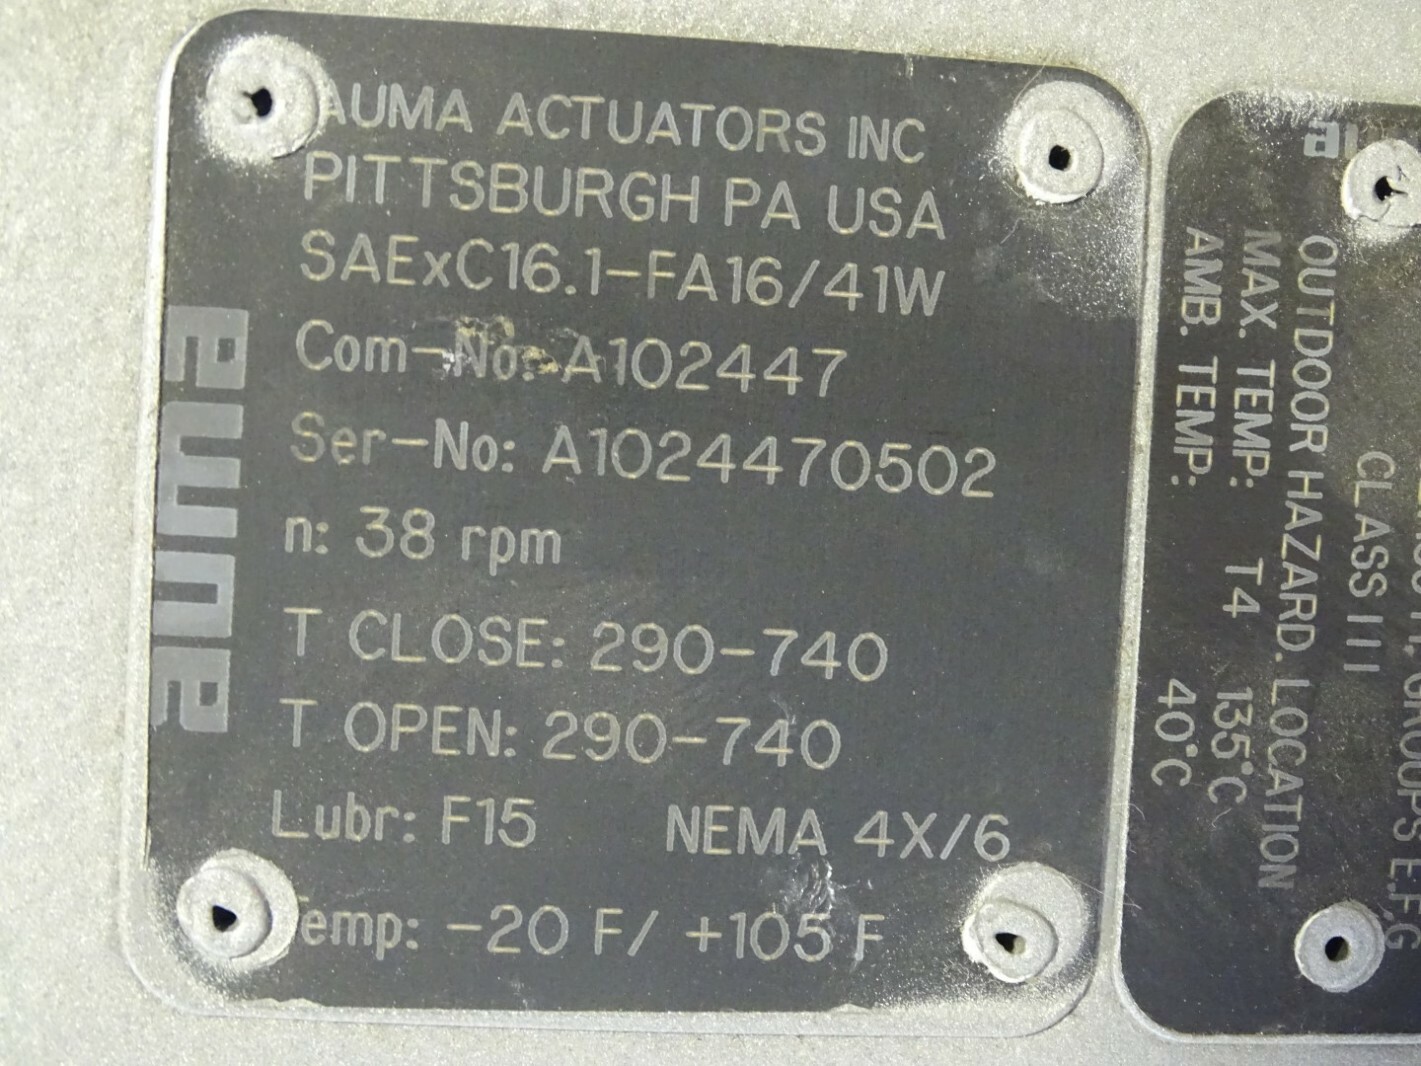 AUMA ACTUATORS INC
PITTSBURGH PA USA
SAExC16.1-FA16/41W
Com-No: A102447
Ser-No: A1024470502
n: 38 rpm
T CLOSE: 290-740
T OPEN: 290-740
Lubr: F15 NEMA 4X/6
Temp: -20 F/ +105 F
auma
GROUPS E,F,G
CLASS III
OUTDOOR HAZARD. LOCATION
MAX. TEMP: T4 135°C
AMB. TEMP: 40°C